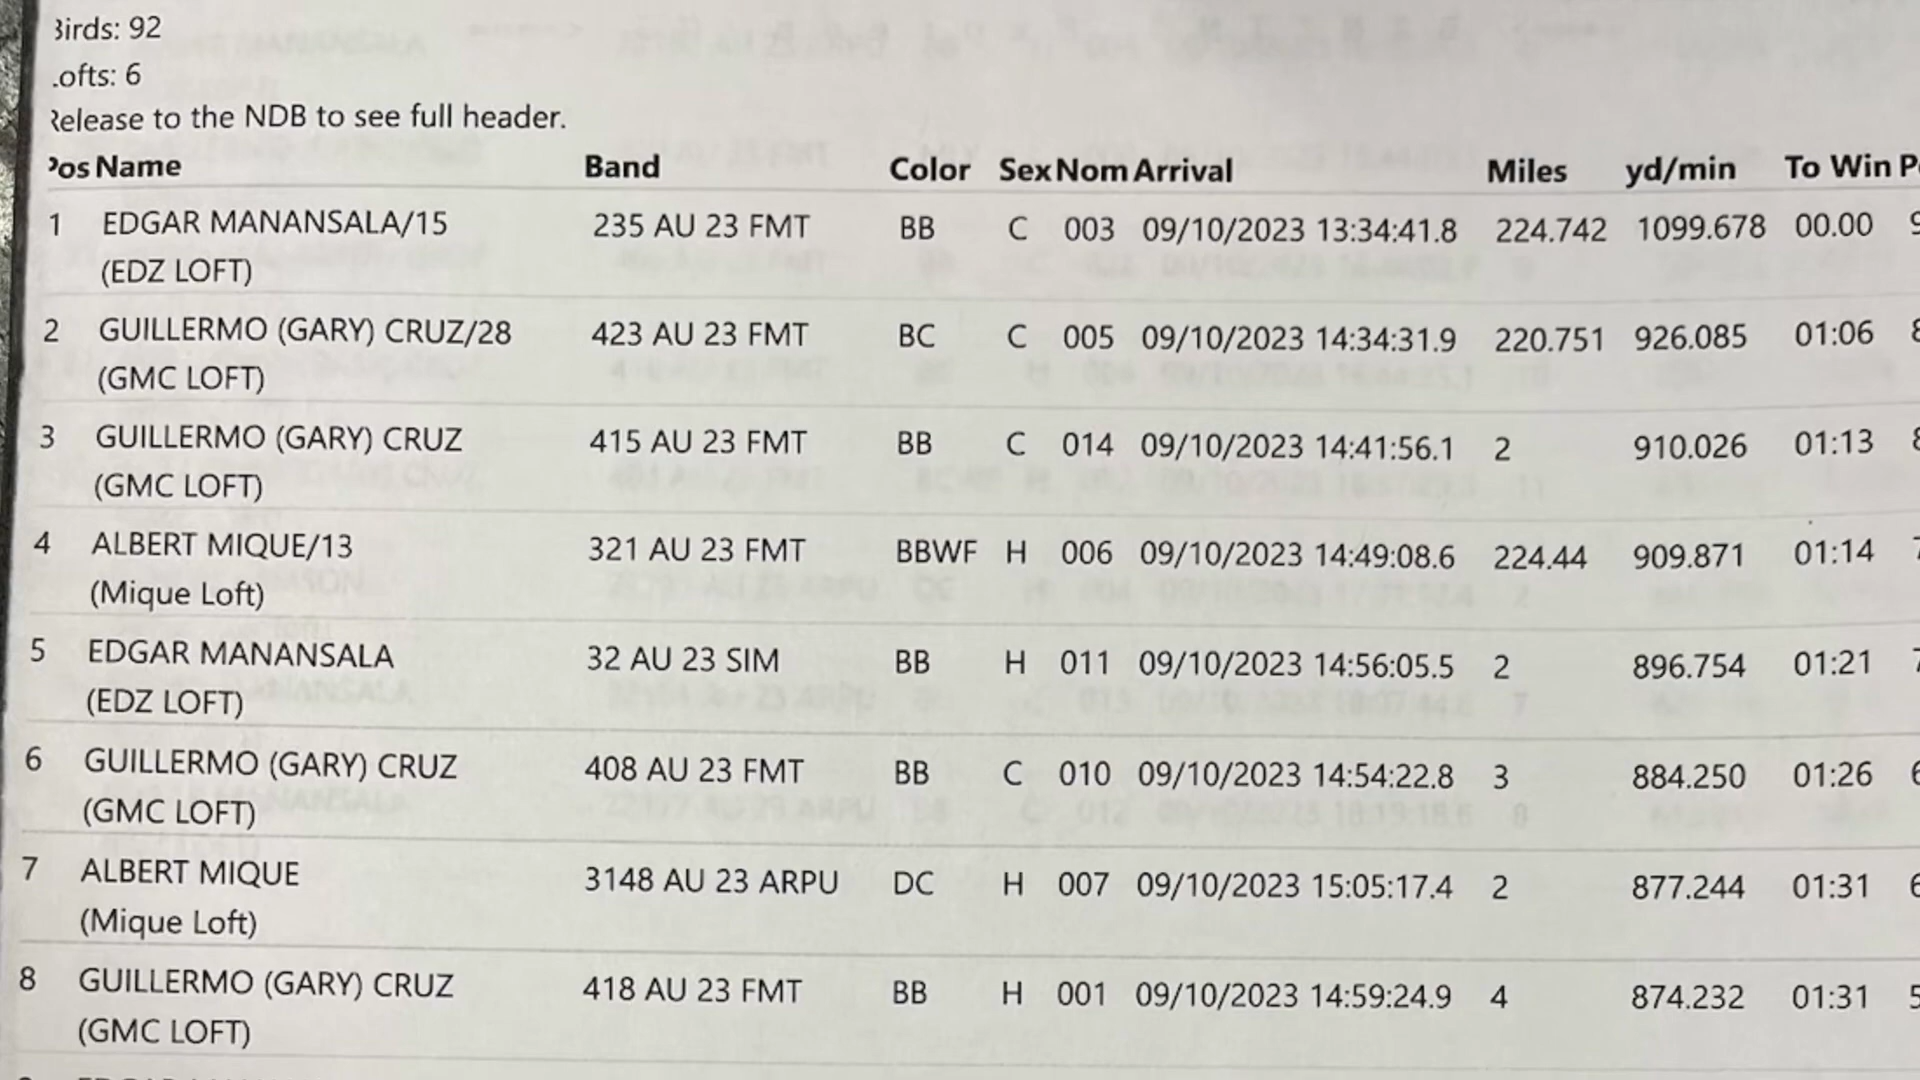 Birds: 92
Lofts: 6
Release to the NDB to see full header.
Pos Name Band Color Sex Nom Arrival Miles yd/min To Win
1 EDGAR MANANSALA/15 235 AU 23 FMT BB C 003 09/10/2023 13:34:41.8 224.742 1099.678 00.00
(EDZ LOFT)
2 GUILLERMO (GARY) CRUZ/28 423 AU 23 FMT BC C 005 09/10/2023 14:34:31.9 220.751 926.085 01:06
(GMC LOFT)
3 GUILLERMO (GARY) CRUZ 415 AU 23 FMT BB C 014 09/10/2023 14:41:56.1 2 910.026 01:13
(GMC LOFT)
4 ALBERT MIQUE/13 321 AU 23 FMT BBWF H 006 09/10/2023 14:49:08.6 224.44 909.871 01:14
(Mique Loft)
5 EDGAR MANANSALA 32 AU 23 SIM BB H 011 09/10/2023 14:56:05.5 2 896.754 01:21
(EDZ LOFT)
6 GUILLERMO (GARY) CRUZ 408 AU 23 FMT BB C 010 09/10/2023 14:54:22.8 3 884.250 01:26
(GMC LOFT)
7 ALBERT MIQUE 3148 AU 23 ARPU DC H 007 09/10/2023 15:05:17.4 2 877.244 01:31
(Mique Loft)
8 GUILLERMO (GARY) CRUZ 418 AU 23 FMT BB H 001 09/10/2023 14:59:24.9 4 874.232 01:31
(GMC LOFT)